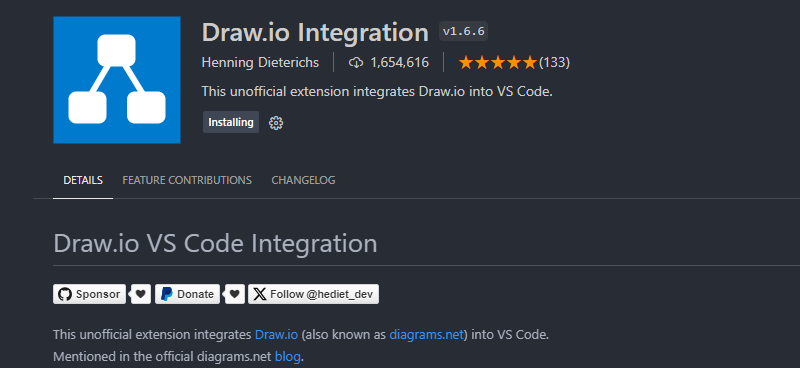 Draw.io Integration v1.6.6
Henning Dieterichs 1,654,616 (133)
This unofficial extension integrates Draw.io into VS Code.
Installing
DETAILS FEATURE CONTRIBUTIONS CHANGELOG
Draw.io VS Code Integration
Sponsor Donate Follow @hediet_dev
This unofficial extension integrates Draw.io (also known as diagrams.net) into VS Code.
Mentioned in the official diagrams.net blog.